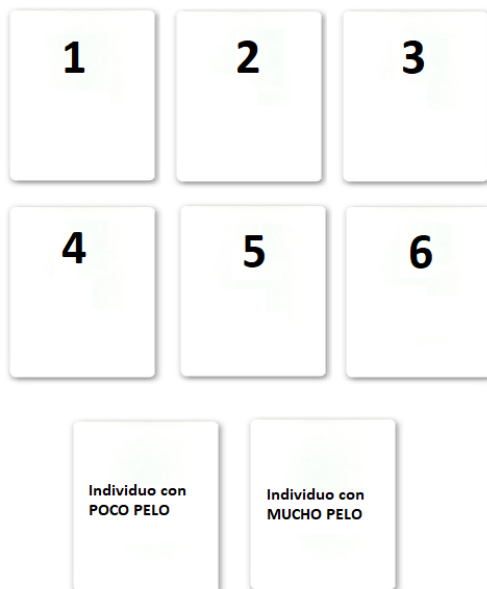 1 2 3
4 5 6
Individuo con
POCO PELO
Individuo con
MUCHO PELO